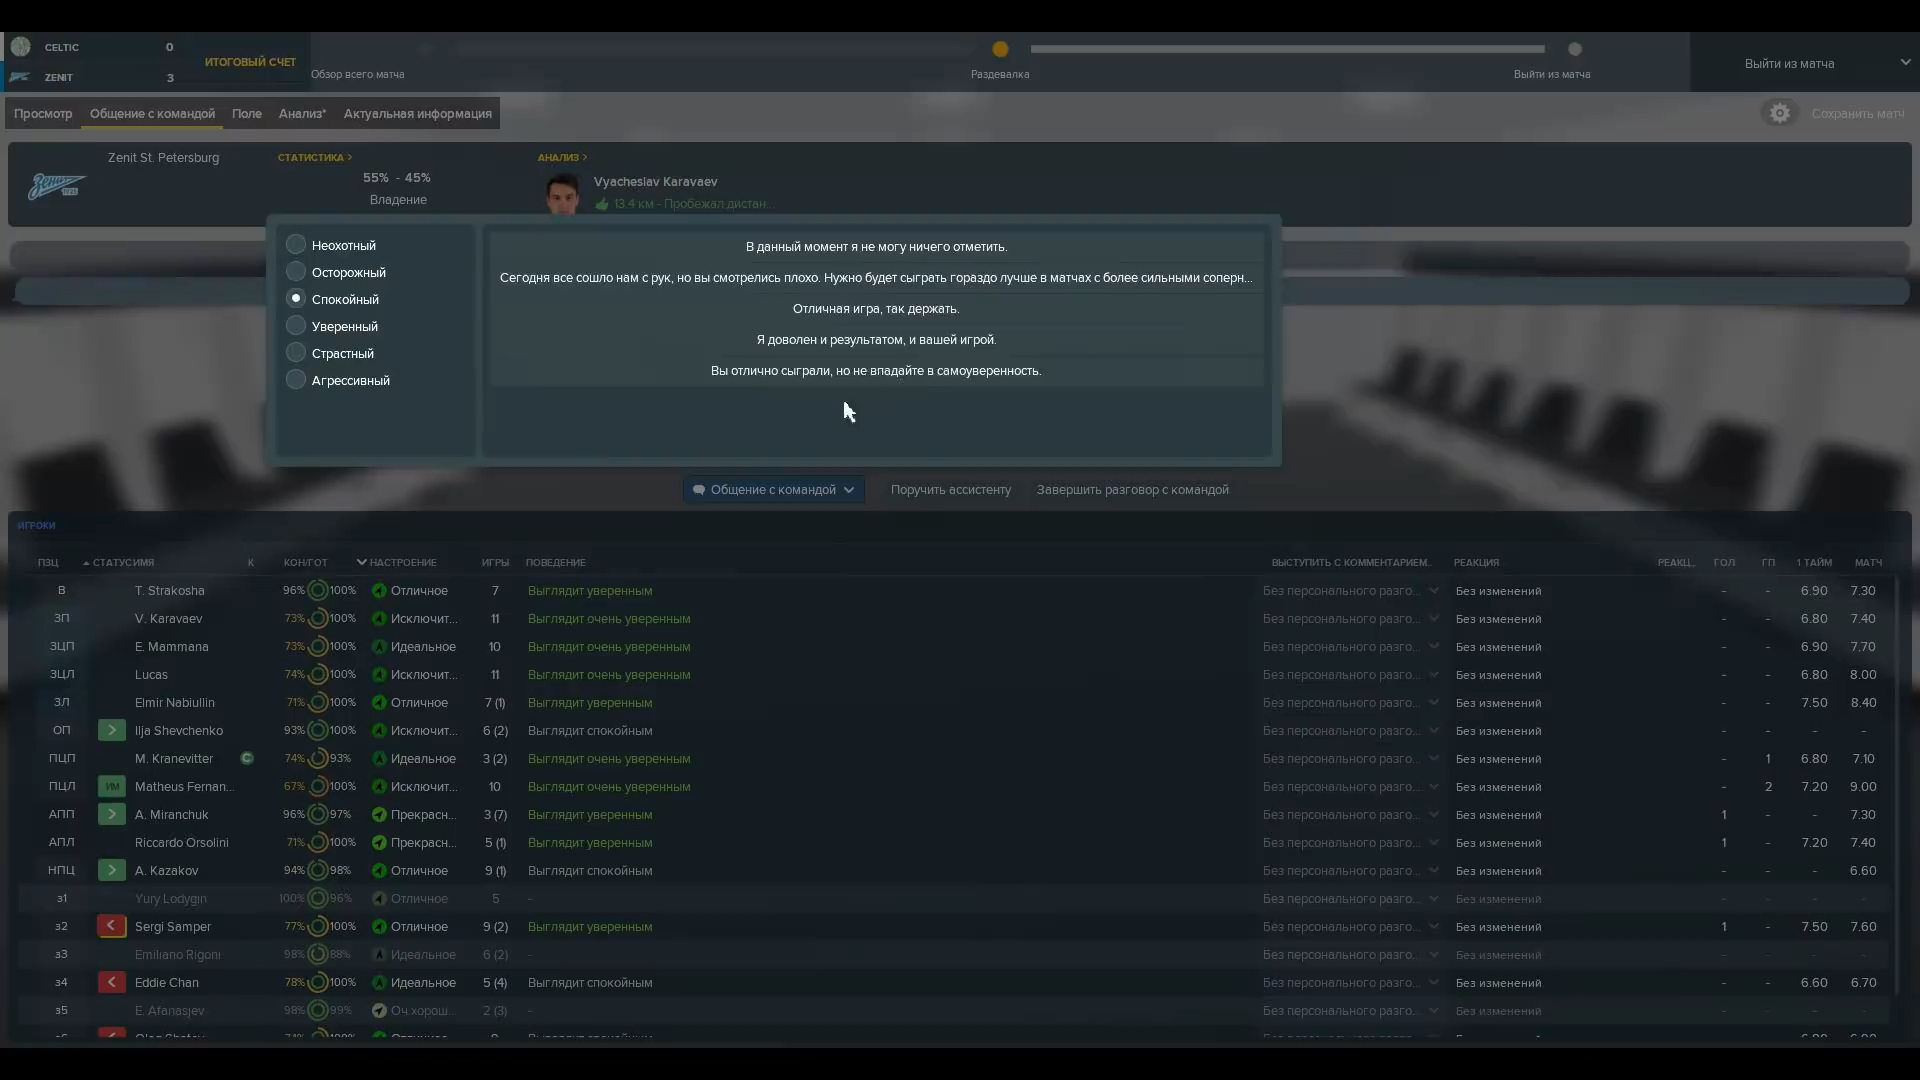 CELTIC 0
ZENIT 3
ИТОГОВЫЙ СЧЕТ
Обзор всего матча
Раздевалка
Выйти из матча
Выйти из матча
Просмотр Общение с командой Поле Анализ* Актуальная информация
Сохранить матч
Zenit St. Petersburg
СТАТИСТИКА >
55% - 45%
Владение
АНАЛИЗ >
Vyacheslav Karavaev
13.4 км - Пробежал дистан...
Неохотный
Осторожный
Спокойный
Уверенный
Страстный
Агрессивный
В данный момент я не могу ничего отметить.
Сегодня все сошло нам с рук, но вы смотрелись плохо. Нужно будет сыграть гораздо лучше в матчах с более сильными соперн...
Отличная игра, так держать.
Я доволен и результатом, и вашей игрой.
Вы отлично сыграли, но не впадайте в самоуверенность.
Общение с командой Поручить ассистенту Завершить разговор с командой
ИГРОКИ
ПЗЦ СТАТУС ИМЯ К КОН/ГОТ НАСТРОЕНИЕ ИГРЫ ПОВЕДЕНИЕ ВЫСТУПИТЬ С КОММЕНТАРИЕМ... РЕАКЦИЯ РЕАКЦ... ГОЛ ГП 1 ТАЙМ МАТЧ
В T. Strakosha 96% 100% Отличное 7 Выглядит уверенным Без персонального разго... Без изменений - - 6.90 7.30
ЗП V. Karavaev 73% 100% Исключит... 11 Выглядит очень уверенным Без персонального разго... Без изменений - - 6.80 7.40
ЗЦП E. Mammana 73% 100% Идеальное 10 Выглядит очень уверенным Без персонального разго... Без изменений - - 6.90 7.70
ЗЦЛ Lucas 74% 100% Исключит... 11 Выглядит очень уверенным Без персонального разго... Без изменений - - 6.80 8.00
ЗЛ Elmir Nabiullin 71% 100% Отличное 7 (1) Выглядит уверенным Без персонального разго... Без изменений - - 7.50 8.40
ОП Ilja Shevchenko 93% 100% Исключит... 6 (2) Выглядит спокойным Без персонального разго... Без изменений - - - -
ПЦП M. Kranevitter C 74% 93% Идеальное 3 (2) Выглядит очень уверенным Без персонального разго... Без изменений - 1 6.80 7.10
ПЦЛ ИМ Matheus Fernan... 67% 100% Исключит... 10 Выглядит очень уверенным Без персонального разго... Без изменений - 2 7.20 9.00
АПП A. Miranchuk 96% 97% Прекрасн... 3 (7) Выглядит уверенным Без персонального разго... Без изменений 1 - - 7.30
АПЛ Riccardo Orsolini 71% 100% Прекрасн... 5 (1) Выглядит уверенным Без персонального разго... Без изменений 1 - 7.20 7.40
НПЦ A. Kazakov 94% 98% Отличное 9 (1) Выглядит спокойным Без персонального разго... Без изменений - - - 6.60
з1 Yury Lodygin 100% 96% Отличное 5 - Без персонального разго... Без изменений - - - -
з2 Sergi Samper 77% 100% Отличное 9 (2) Выглядит уверенным Без персонального разго... Без изменений 1 - 7.50 7.60
з3 Emiliano Rigoni 98% 88% Идеальное 6 (2) - Без персонального разго... Без изменений - - - -
з4 Eddie Chan 78% 100% Идеальное 5 (4) Выглядит спокойным Без персонального разго... Без изменений - - 6.60 6.70
з5 E. Afanasjev 98% 99% Оч.хорош... 2 (3) - Без персонального разго... Без изменений - - - -